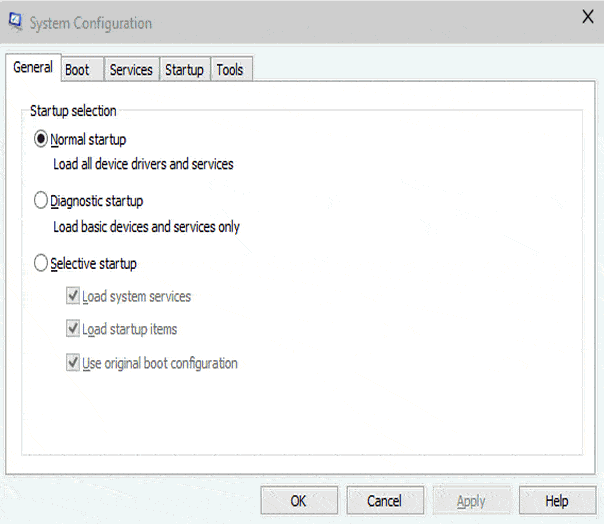 System Configuration
General Boot Services Startup Tools
Startup selection
Normal startup
Load all device drivers and services
Diagnostic startup
Load basic devices and services only
Selective startup
Load system services
Load startup items
Use original boot configuration
OK Cancel Apply Help